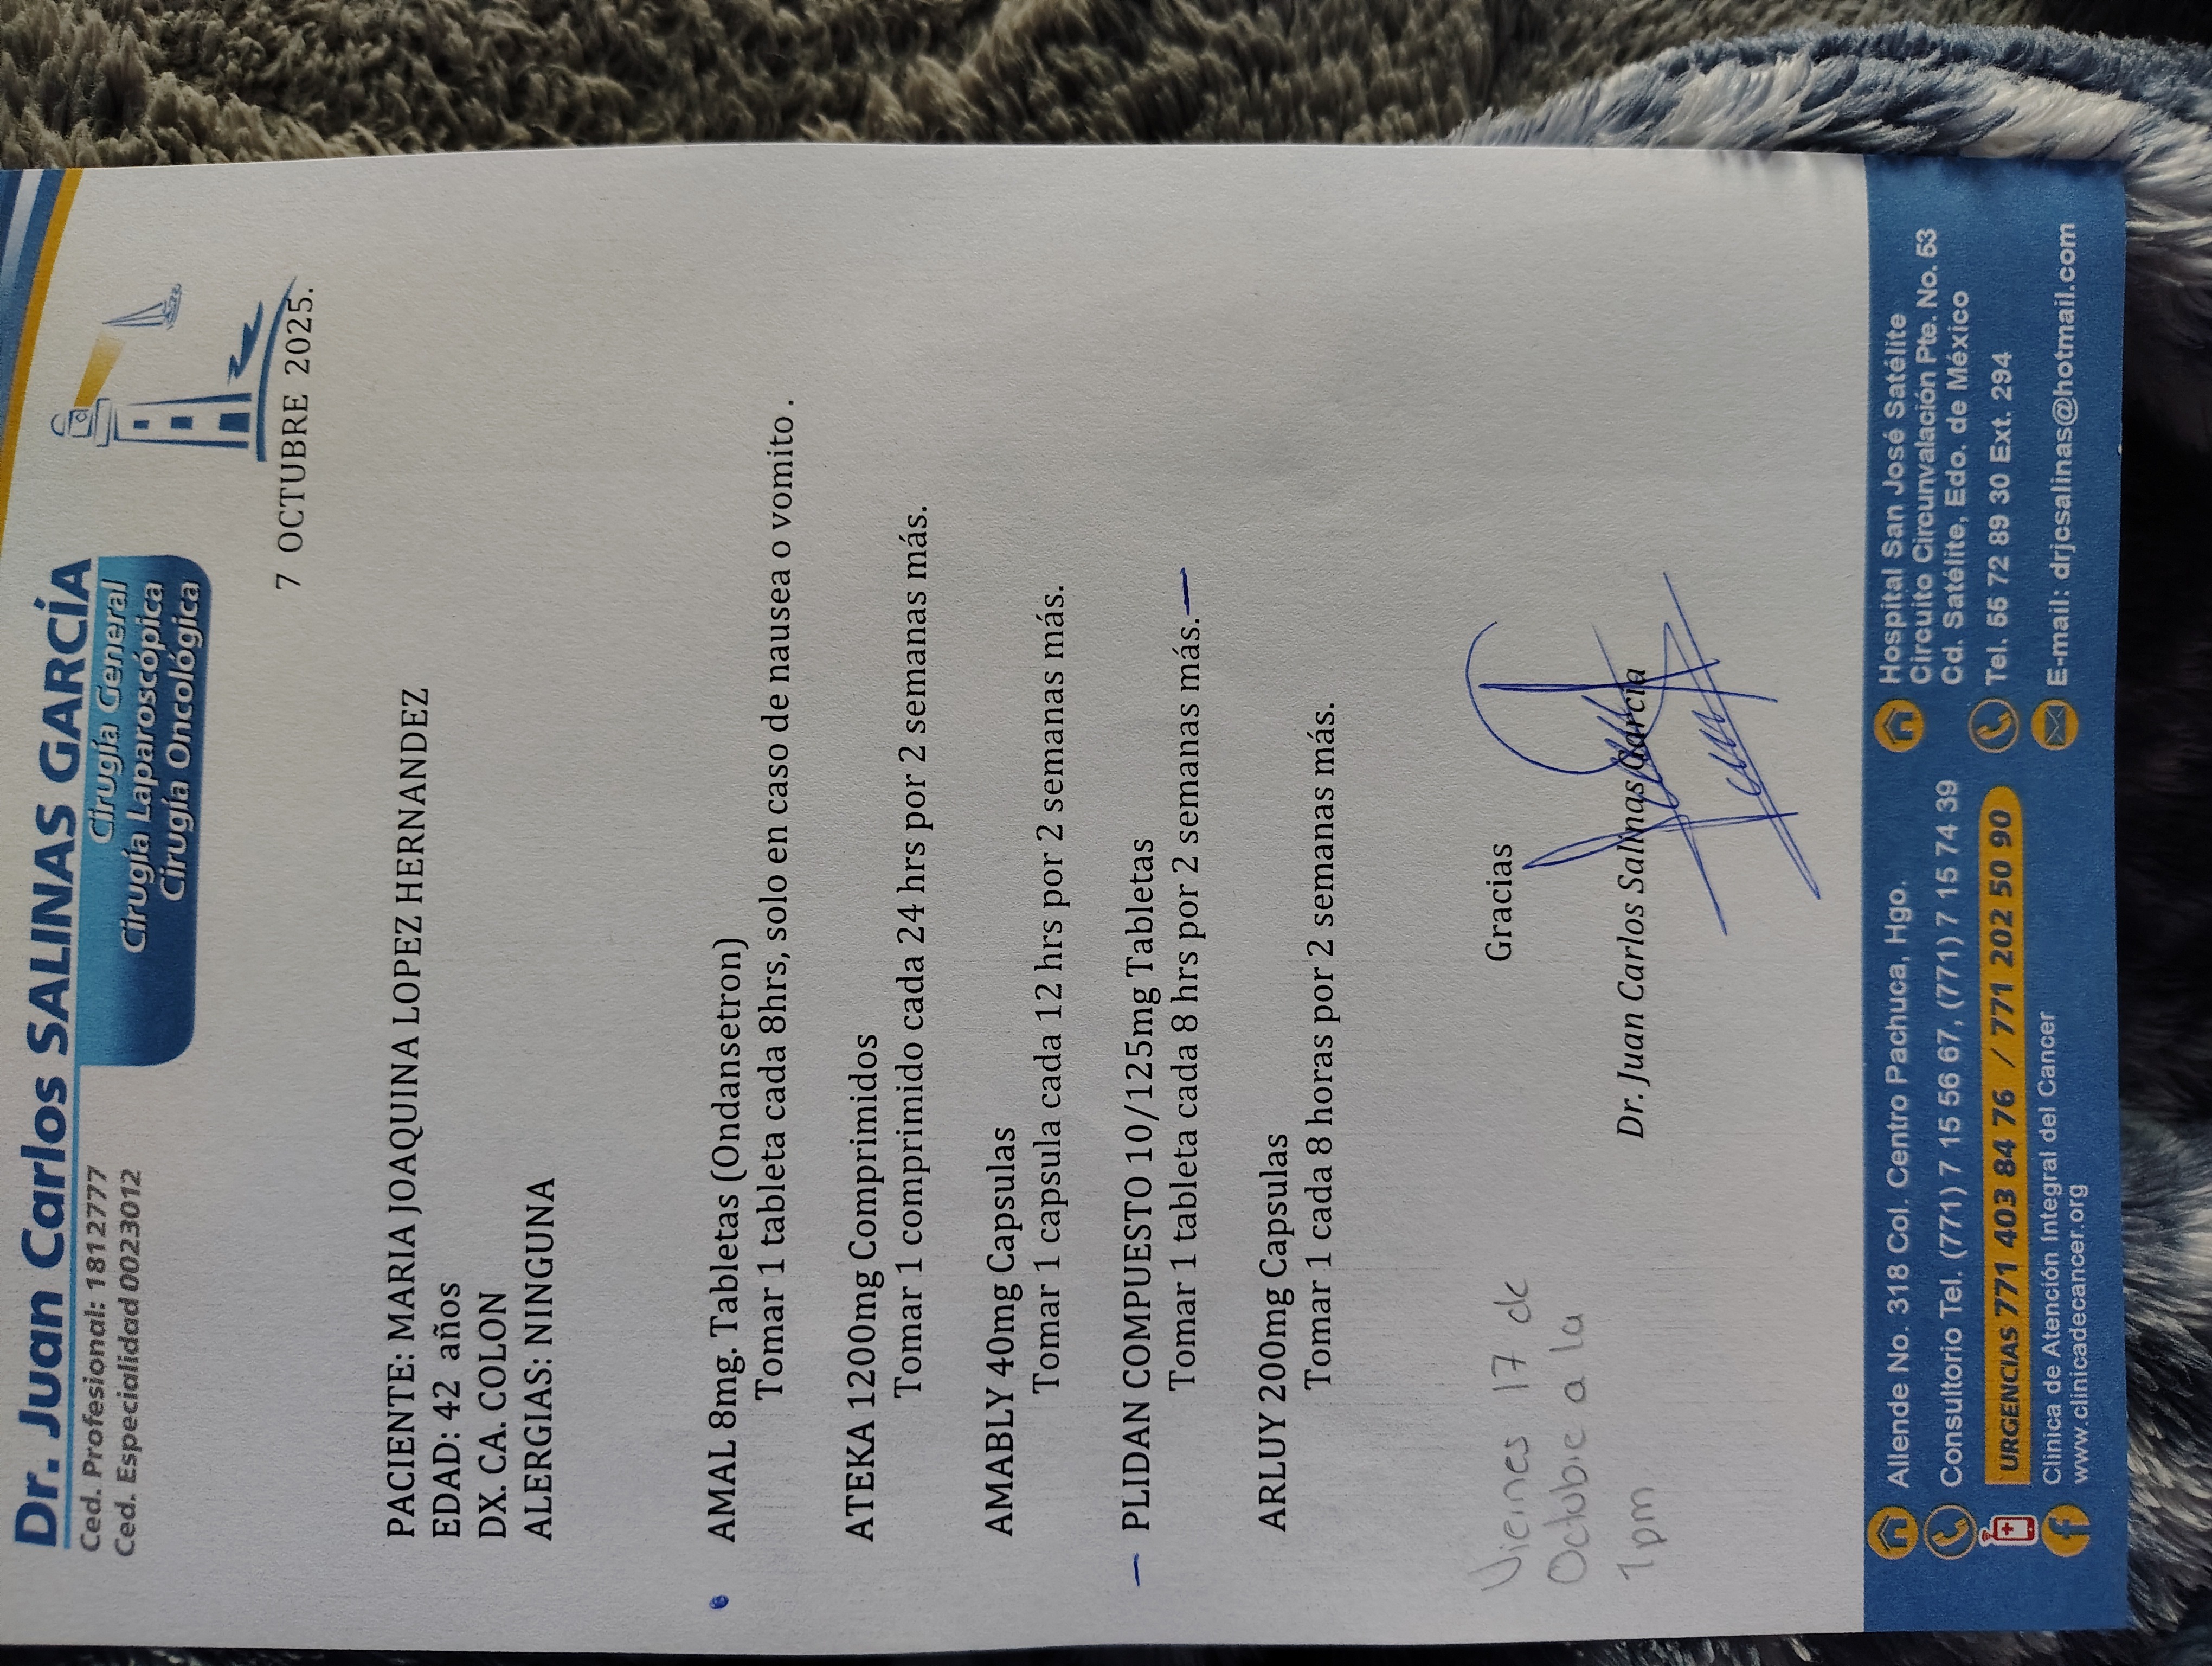 Dr. Juan Carlos SALINAS GARCÍA
Ced. Profesional: 1812777
Ced. Especialidad 0023012
Cirugía General
Cirugía Laparoscópica
Cirugía Oncológica
7 OCTUBRE 2025.
PACIENTE: MARIA JOAQUINA LOPEZ HERNANDEZ
EDAD: 42 años
DX. CA. COLON
ALERGIAS: NINGUNA
AMAL 8mg. Tabletas (Ondansetron)
Tomar 1 tableta cada 8hrs, solo en caso de nausea o vomito .
ATEKA 1200mg Comprimidos
Tomar 1 comprimido cada 24 hrs por 2 semanas más.
AMABLY 40mg Capsulas
Tomar 1 capsula cada 12 hrs por 2 semanas más.
— PLIDAN COMPUESTO 10/125mg Tabletas
Tomar 1 tableta cada 8 hrs por 2 semanas más. —
ARLUY 200mg Capsulas
Tomar 1 cada 8 horas por 2 semanas más.
Gracias
Dr. Juan Carlos Salinas Garcia
Vieines 17 de
Octubre a la
1pm
Allende No. 318 Col. Centro Pachuca, Hgo.
Consultorio Tel. (771) 7 15 56 67, (771) 7 15 74 39
URGENCIAS 771 403 84 76 / 771 202 50 90
Clinica de Atención Integral del Cancer
www.clinicadecancer.org
Hospital San José Satélite
Circuito Circunvalación Pte. No. 53
Cd. Satélite, Edo. de México
Tel. 55 72 89 30 Ext. 294
E-mail: drjcsalinas@hotmail.com